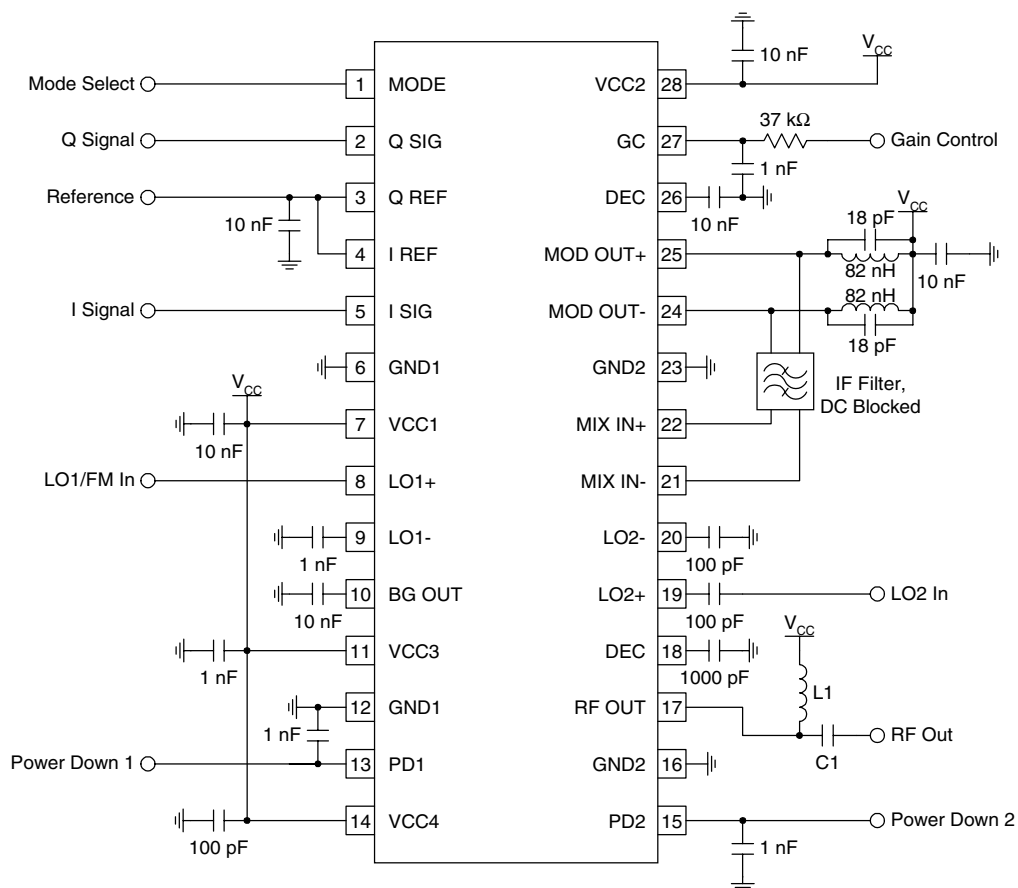 10 nF
V_CC
Mode Select 1 MODE VCC2 28
37 kΩ
Q Signal 2 Q SIG GC 27 Gain Control
1 nF
Reference 3 Q REF DEC 26
10 nF 10 nF
V_CC
18 pF
4 I REF MOD OUT+ 25
82 nH 10 nF
82 nH
I Signal 5 I SIG MOD OUT- 24
18 pF
6 GND1 GND2 23
IF Filter,
DC Blocked
V_CC
7 VCC1 MIX IN+ 22
10 nF
LO1/FM In 8 LO1+ MIX IN- 21
9 LO1- LO2- 20
1 nF 100 pF
10 BG OUT LO2+ 19 LO2 In
10 nF 100 pF
V_CC
11 VCC3 DEC 18
1 nF 1000 pF
L1
12 GND1 RF OUT 17
1 nF RF Out
C1
Power Down 1 13 PD1 GND2 16
14 VCC4 PD2 15 Power Down 2
100 pF 1 nF